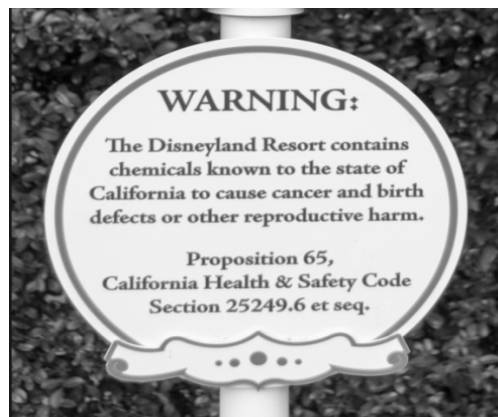 WARNING:
The Disneyland Resort contains
chemicals known to the state of
California to cause cancer and birth
defects or other reproductive harm.
Proposition 65,
California Health & Safety Code
Section 25249.6 et seq.